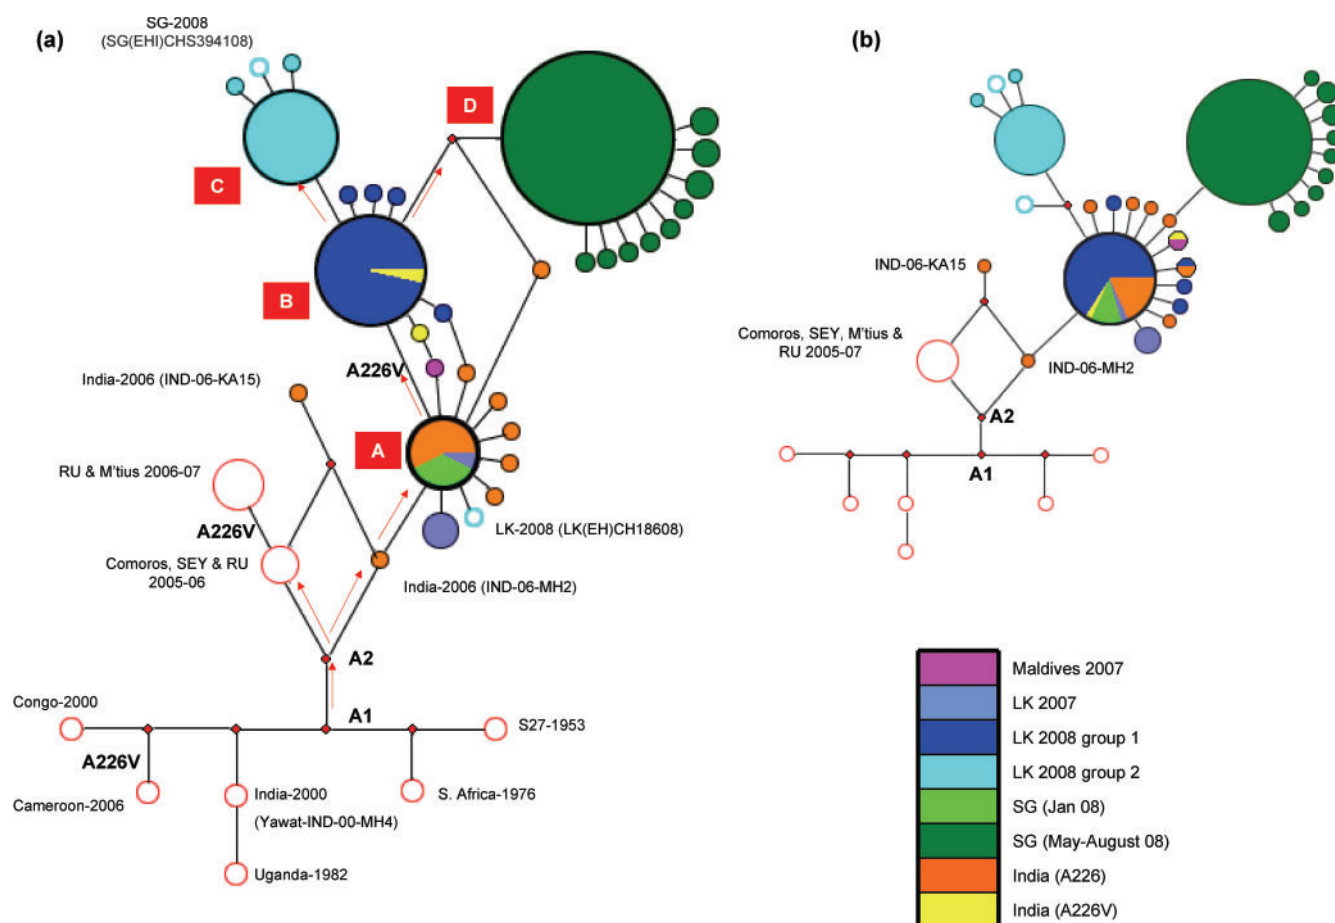 (a)
SG-2008
(SG(EHI)CHS394108)
D
C
B
A226V
India-2006 (IND-06-KA15)
A
RU & M'tius 2006-07
A226V
LK-2008 (LK(EH)CH18608)
Comoros, SEY & RU
2005-06
India-2006 (IND-06-MH2)
A2
Congo-2000
A1
S27-1953
A226V
Cameroon-2006
India-2000
(Yawat-IND-00-MH4)
S. Africa-1976
Uganda-1982
(b)
IND-06-KA15
Comoros, SEY, M'tius &
RU 2005-07
IND-06-MH2
A2
A1
Maldives 2007
LK 2007
LK 2008 group 1
LK 2008 group 2
SG (Jan 08)
SG (May-August 08)
India (A226)
India (A226V)